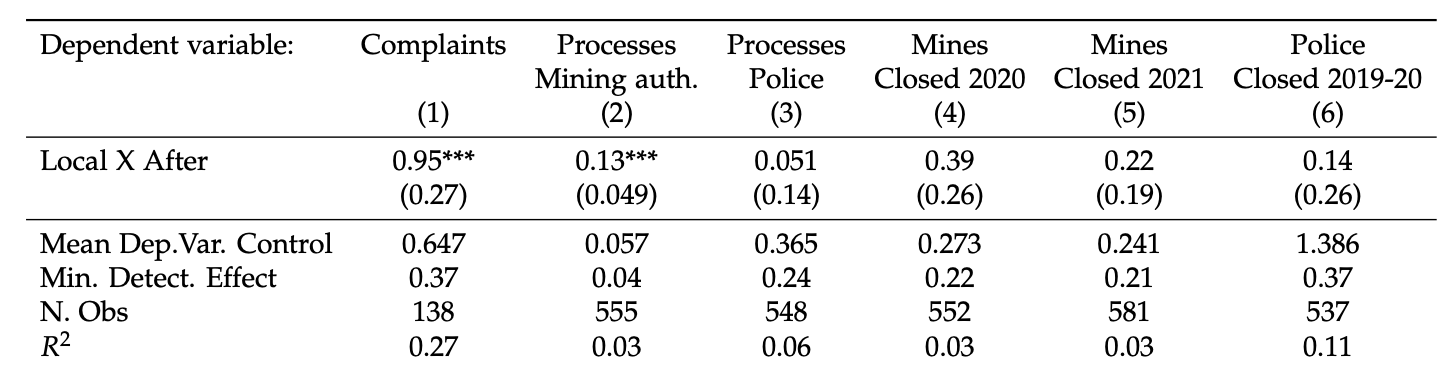 Dependent variable: Complaints Processes Processes Mines Mines Police
Mining auth. Police Closed 2020 Closed 2021 Closed 2019-20
(1) (2) (3) (4) (5) (6)
Local X After 0.95*** 0.13*** 0.051 0.39 0.22 0.14
(0.27) (0.049) (0.14) (0.26) (0.19) (0.26)
Mean Dep.Var. Control 0.647 0.057 0.365 0.273 0.241 1.386
Min. Detect. Effect 0.37 0.04 0.24 0.22 0.21 0.37
N. Obs 138 555 548 552 581 537
R² 0.27 0.03 0.06 0.03 0.03 0.11